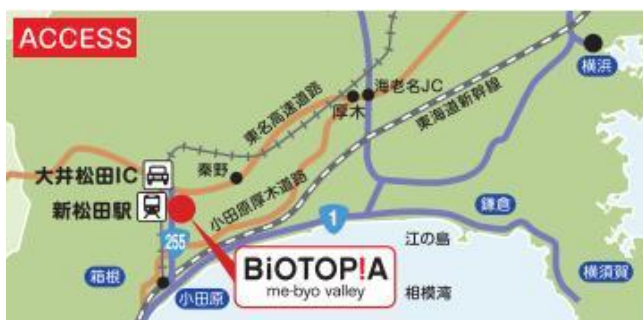 ACCESS
横浜
海老名JC
厚木
東名高速道路
東海道新幹線
秦野
大井松田IC
小田原厚木道路
新松田駅
1
鎌倉
255
江の島
BiOTOP!A
me-byo valley
箱根
小田原
相模湾
横須賀